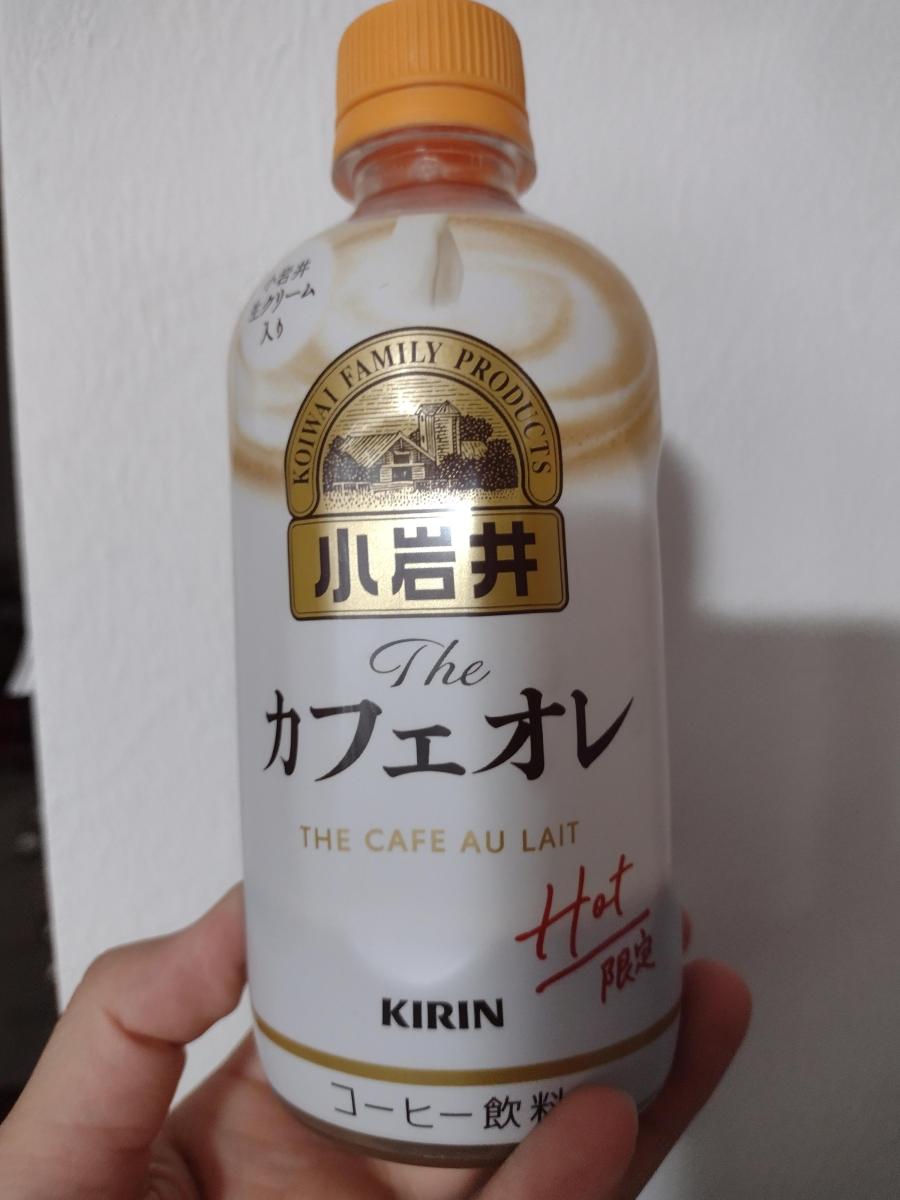 小岩井
生クリーム
入り
KOIWAI FAMILY PRODUCTS
小岩井
The
カフェオレ
THE CAFE AU LAIT
Hot
限定
KIRIN
コーヒー飲料